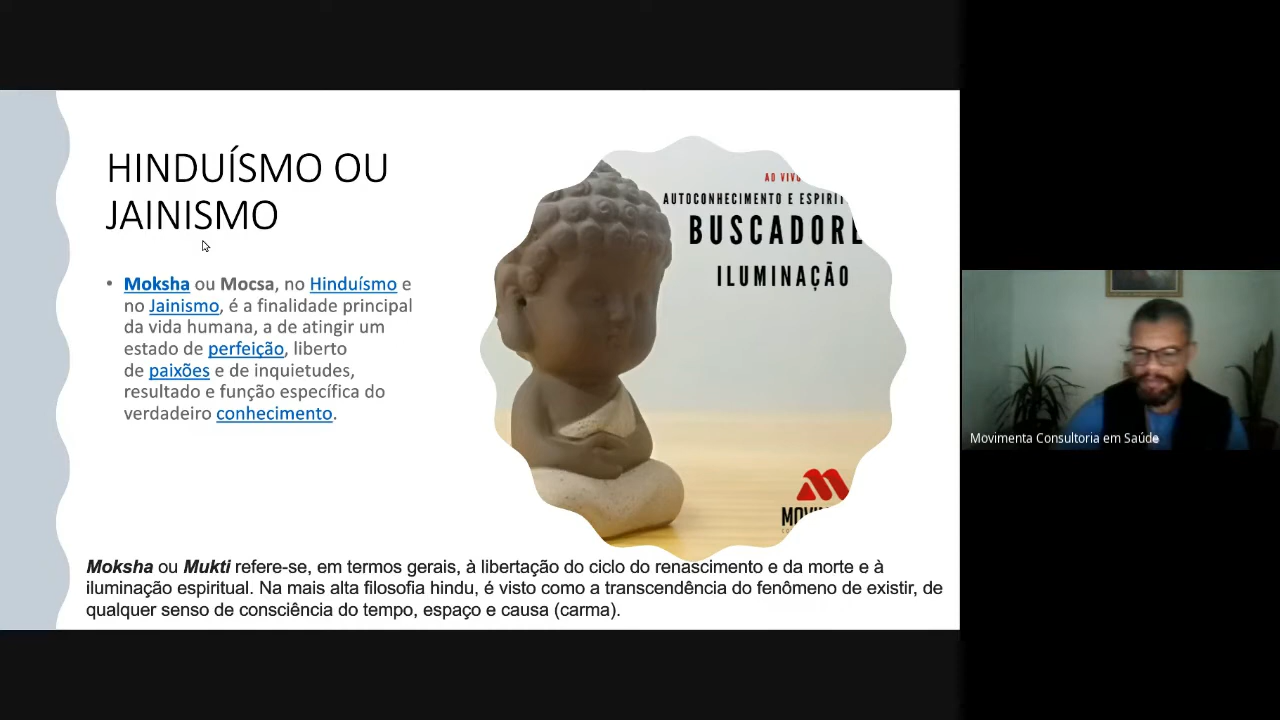 HINDUÍSMO OU
JAINISMO
• Moksha ou Mocsa, no Hinduísmo e
no Jainismo, é a finalidade principal
da vida humana, a de atingir um
estado de perfeição, liberto
de paixões e de inquietudes,
resultado e função específica do
verdadeiro conhecimento.
AO VIVO
AUTOCONHECIMENTO E ESPIRIT
BUSCADORE
ILUMINAÇÃO
Moksha ou Mukti refere-se, em termos gerais, à libertação do ciclo do renascimento e da morte e à
iluminação espiritual. Na mais alta filosofia hindu, é visto como a transcendência do fenômeno de existir, de
qualquer senso de consciência do tempo, espaço e causa (carma).
Movimenta Consultoria em Saúde